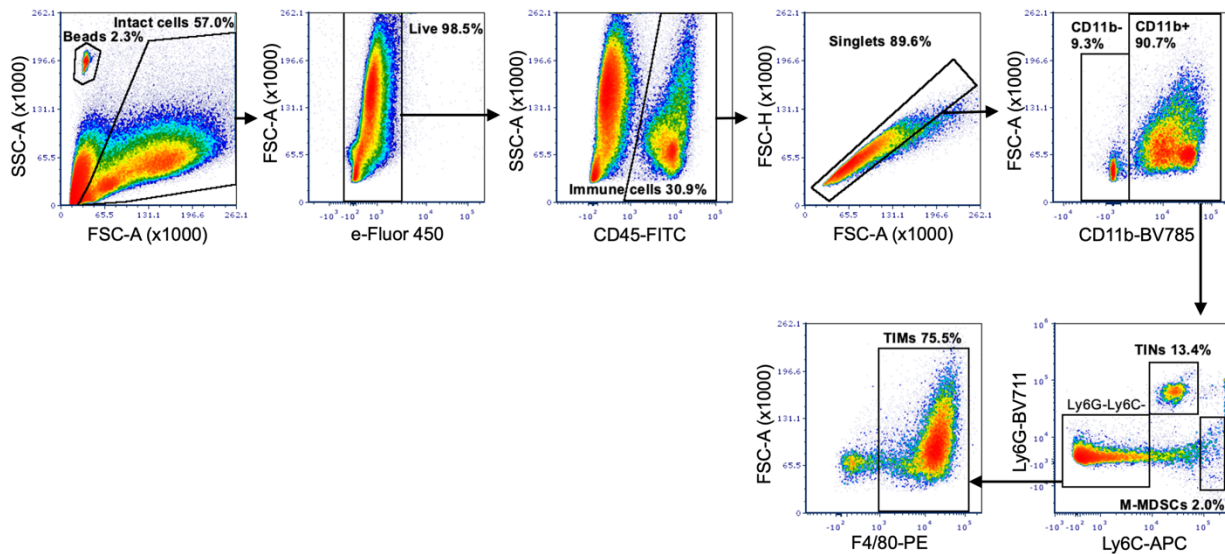 262.1
196.6
131.1
65.5
0
Intact cells 57.0%
Beads 2.3%
SSC-A (x1000)
0 65.5 131.1 196.6 262.1
FSC-A (x1000)
262.1
196.6
131.1
65.5
0
Live 98.5%
FSC-A (x1000)
-10² 10³ 10⁴ 10⁵
e-Fluor 450
262.1
196.6
131.1
65.5
0
Immune cells 30.9%
SSC-A (x1000)
-10² 10³ 10⁴ 10⁵
CD45-FITC
262.1
196.6
131.1
65.5
0
Singlets 89.6%
FSC-H (x1000)
0 65.5 131.1 196.6 262.1
FSC-A (x1000)
262.1
196.6
131.1
65.5
0
CD11b- CD11b+
9.3% 90.7%
FSC-A (x1000)
-10³ 10⁴ 10⁵
CD11b-BV785
262.1
196.6
131.1
65.5
0
TIMs 75.5%
FSC-A (x1000)
-10² 10³ 10⁴ 10⁵
F4/80-PE
10⁶
10⁵
10⁴
10³
-10³
-10⁴
TINs 13.4%
Ly6G-Ly6C-
M-MDSCs 2.0%
Ly6G-BV711
-10³ -10² 10³ 10⁴ 10⁵
Ly6C-APC